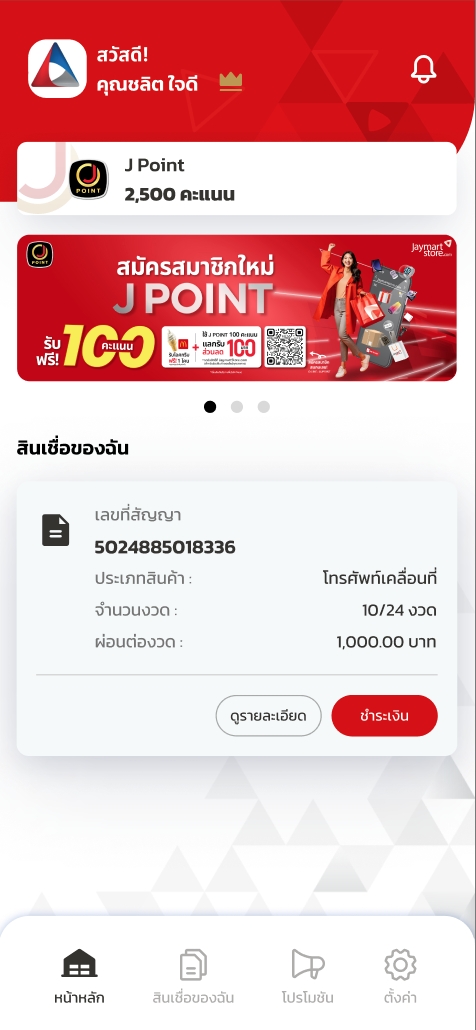 สวัสดี!
คุณชลิต ใจดี
J Point
POINT
2,500 คะแนน
J POINT
jaymart store.com
สมัครสมาชิกใหม่
J POINT
รับฟรี! 100 คะแนน
ฟรี! 1 โคน
+
ใช้ J POINT 100 คะแนน
แลกรับส่วนลด 100
สินเชื่อของฉัน
เลขที่สัญญา
5024885018336
ประเภทสินค้า : โทรศัพท์เคลื่อนที่
จำนวนงวด : 10/24 งวด
ผ่อนต่องวด : 1,000.00 บาท
ดูรายละเอียด ชำระเงิน
หน้าหลัก สินเชื่อของฉัน โปรโมชัน ตั้งค่า